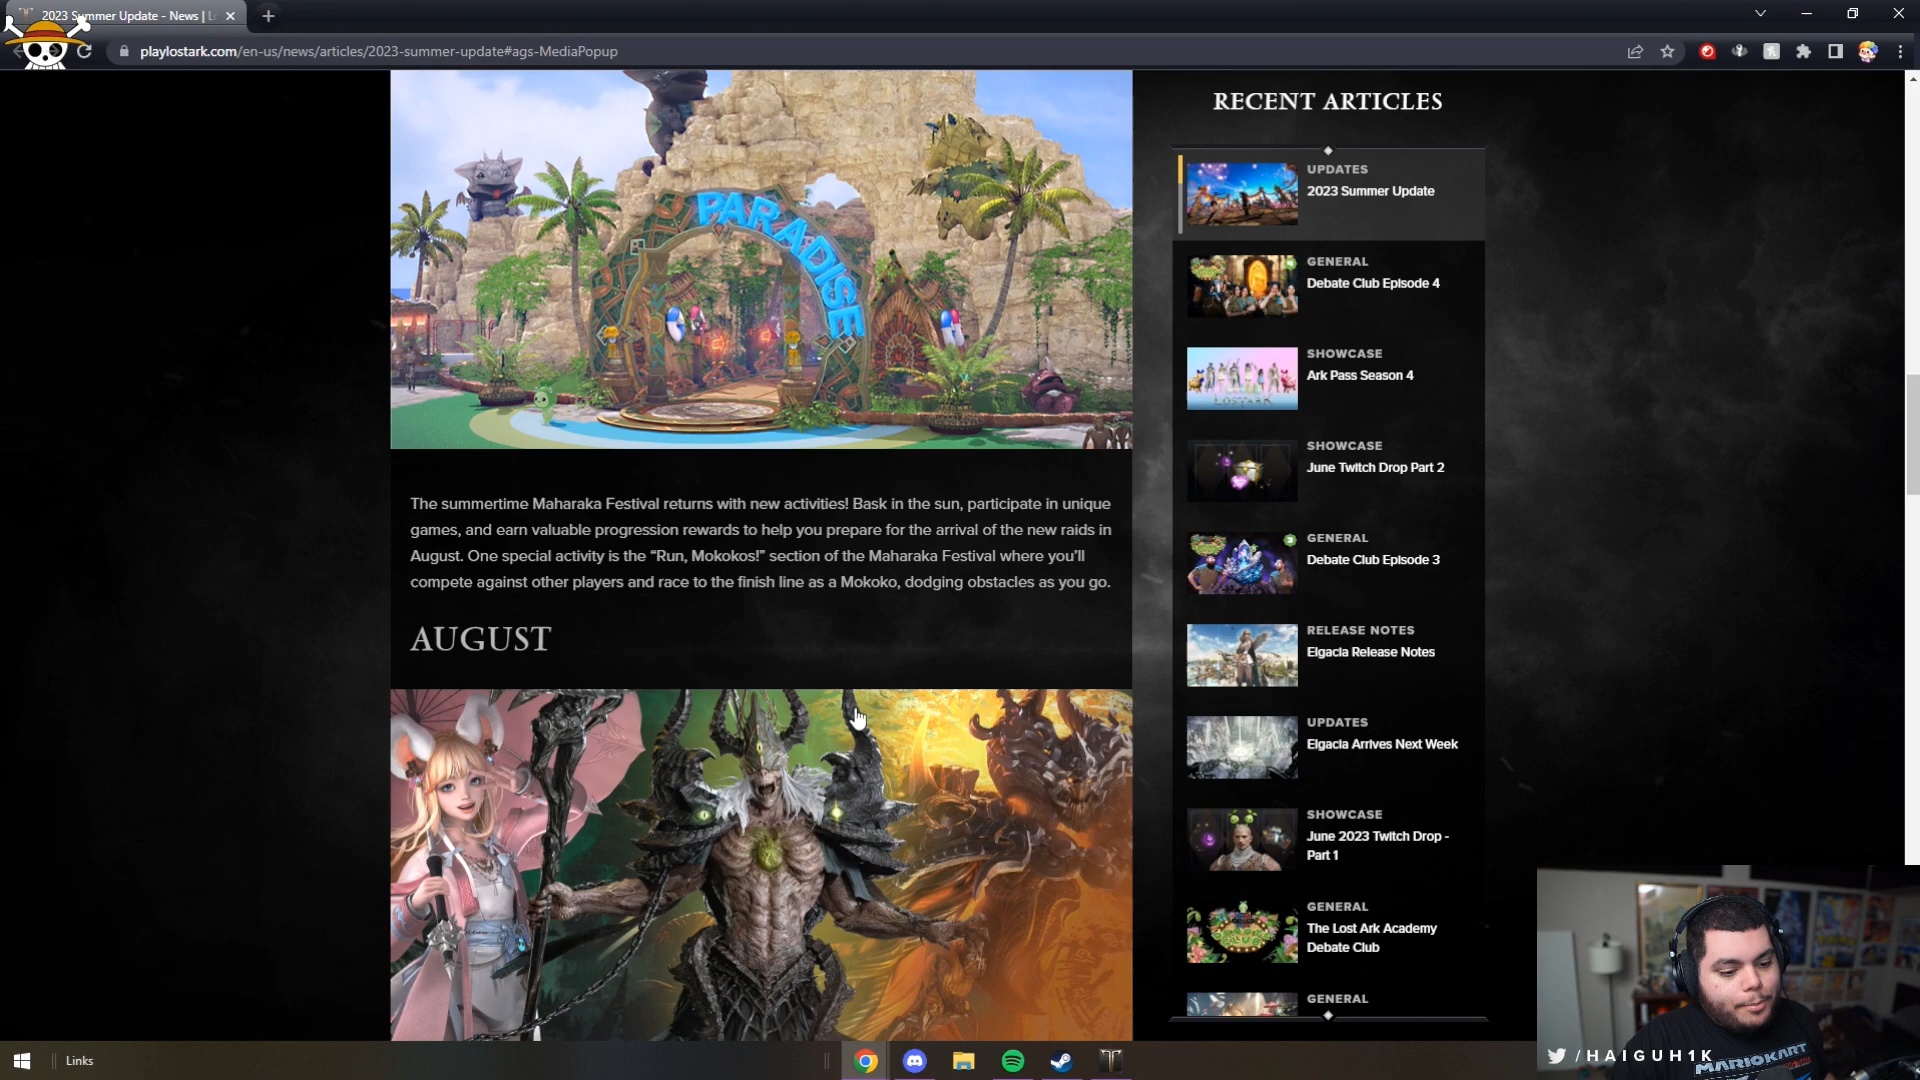 2023 Summer Update - News | L
playlostark.com/en-us/news/articles/2023-summer-update#ags-MediaPopup
PARADISE
The summertime Maharaka Festival returns with new activities! Bask in the sun, participate in unique
games, and earn valuable progression rewards to help you prepare for the arrival of the new raids in
August. One special activity is the “Run, Mokokos!” section of the Maharaka Festival where you’ll
compete against other players and race to the finish line as a Mokoko, dodging obstacles as you go.
AUGUST
RECENT ARTICLES
UPDATES
2023 Summer Update
GENERAL
Debate Club Episode 4
SHOWCASE
Ark Pass Season 4
LOSTARK
SHOWCASE
June Twitch Drop Part 2
GENERAL
Debate Club Episode 3
RELEASE NOTES
Elgacia Release Notes
UPDATES
Elgacia Arrives Next Week
SHOWCASE
June 2023 Twitch Drop -
Part 1
GENERAL
The Lost Ark Academy
Debate Club
GENERAL
/HAIGUH1K
MARIOKART
Links